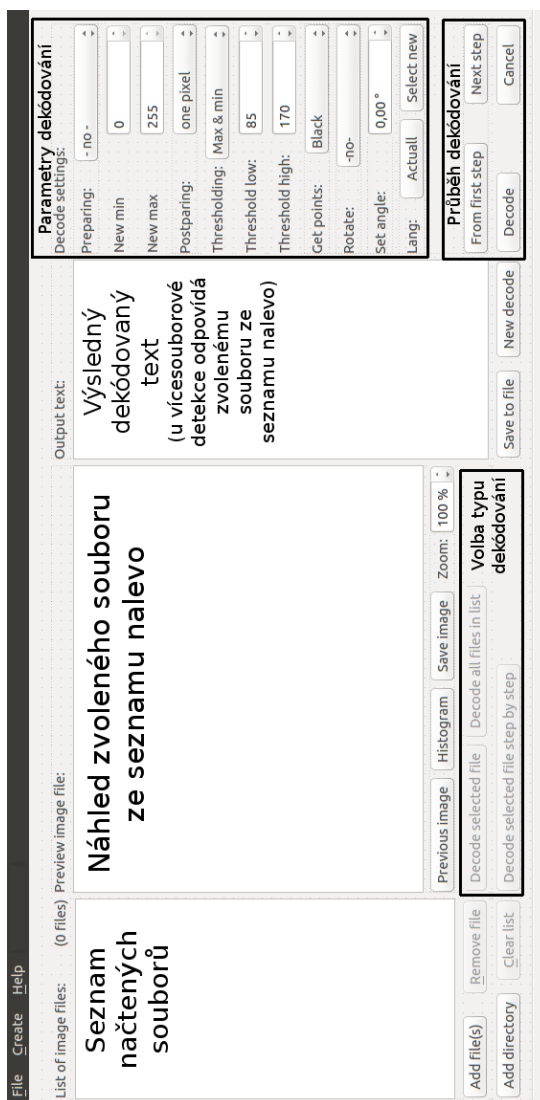 File Create Help
List of image files: (0 files)
Seznam
načtených
souborů
Add file(s) Remove file
Add directory Clear list
Preview image file:
Náhled zvoleného souboru
ze seznamu nalevo
Previous image Histogram Save image Zoom: 100 %
Decode selected file Decode all files in list
Decode selected file step by step
Volba typu
dekódování
Output text:
Výsledný
dekódovaný
text
(u vícesouborové
detekce odpovídá
zvolenému
souboru ze
seznamu nalevo)
Save to file New decode
Parametry dekódování
Decode settings:
Preparing: - no -
New min 0
New max 255
Postparing: one pixel
Thresholding: Max & min
Threshold low: 85
Threshold high: 170
Get points: Black
Rotate: -no-
Set angle: 0,00 °
Lang: Actuall Select new
Průběh dekódování
From first step Next step
Decode Cancel